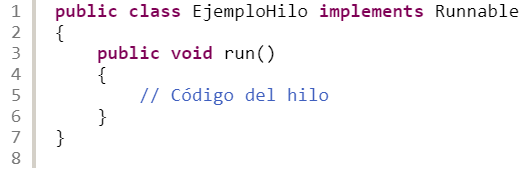 1 public class EjemploHilo implements Runnable
2 {
3     public void run()
4     {
5         // Código del hilo
6     }
7 }
8